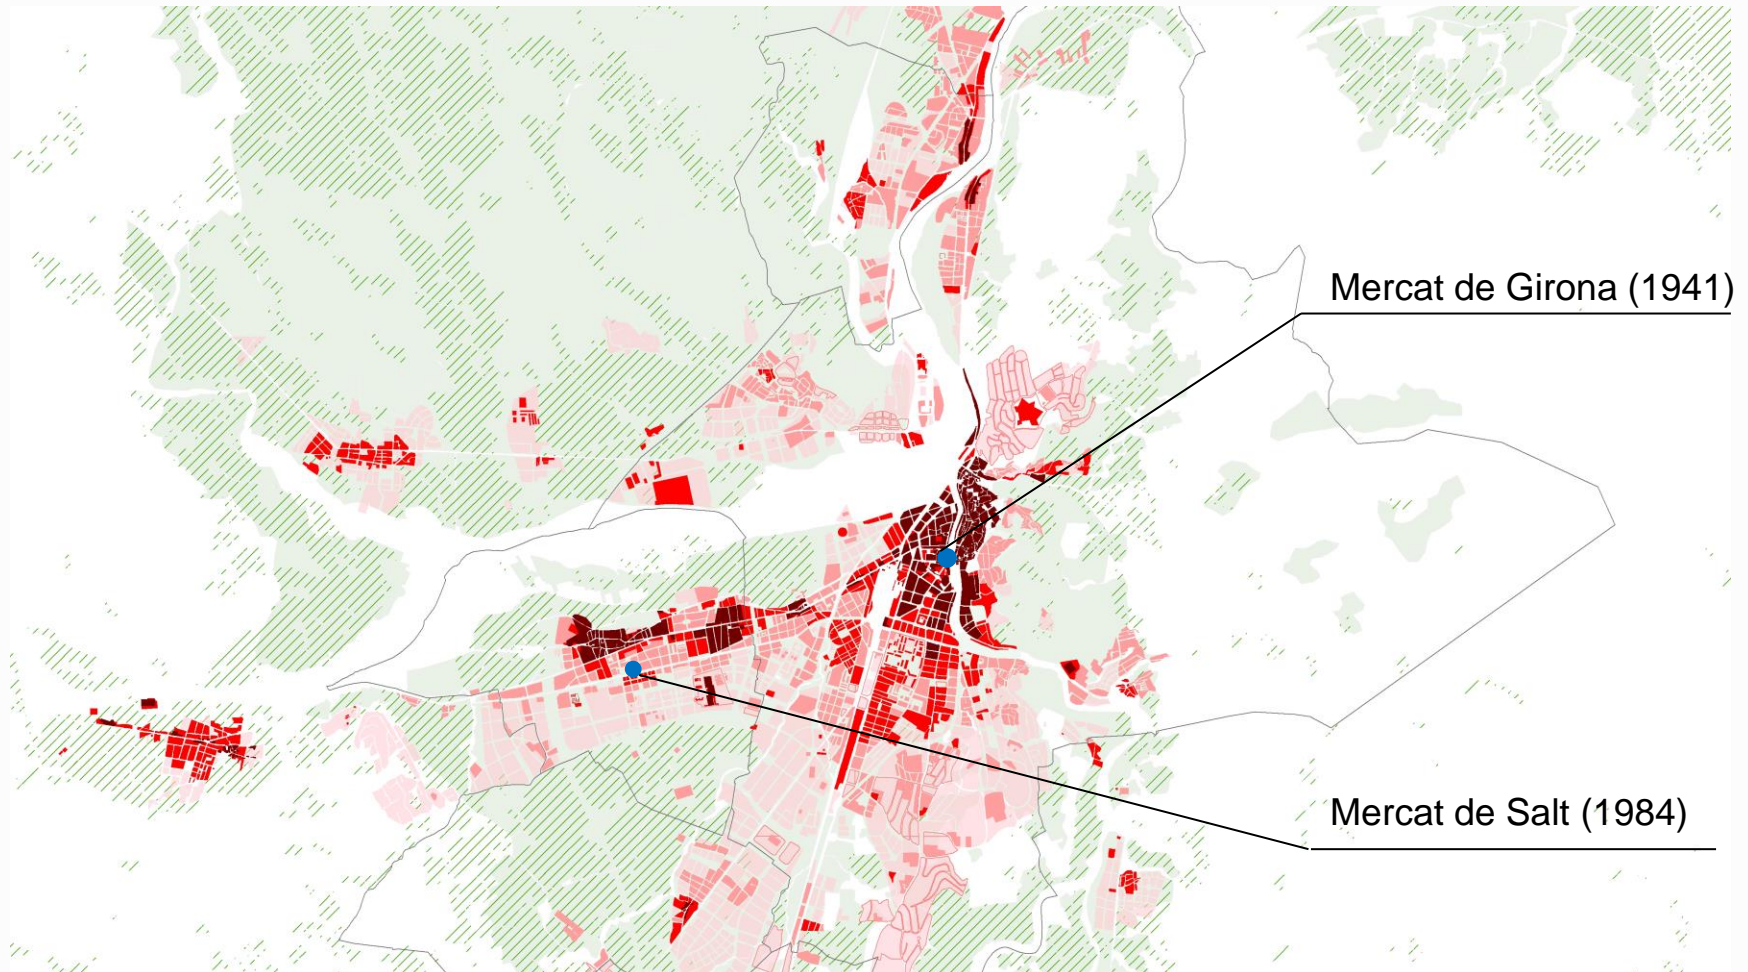 Mercat de Girona (1941)
Mercat de Salt (1984)